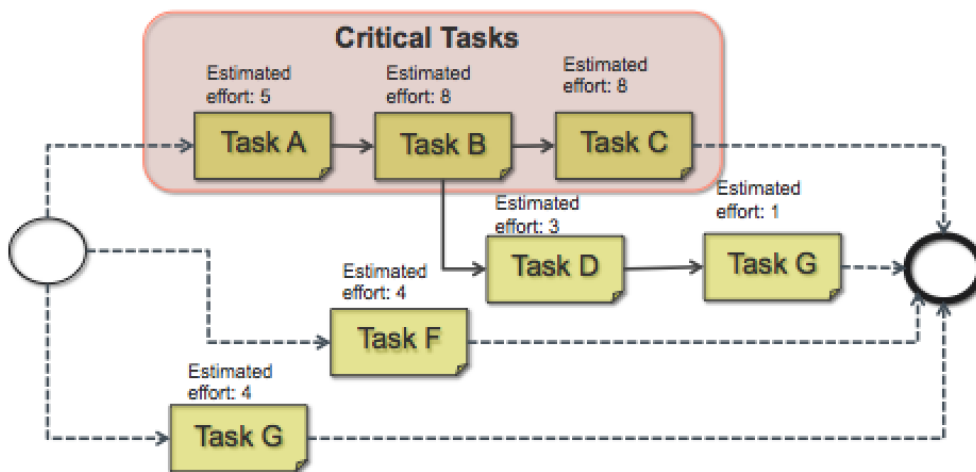 Critical Tasks
Estimated
effort: 5
Estimated
effort: 8
Estimated
effort: 8
Task A
Task B
Task C
Estimated
effort: 3
Estimated
effort: 1
Task D
Task G
Estimated
effort: 4
Task F
Estimated
effort: 4
Task G